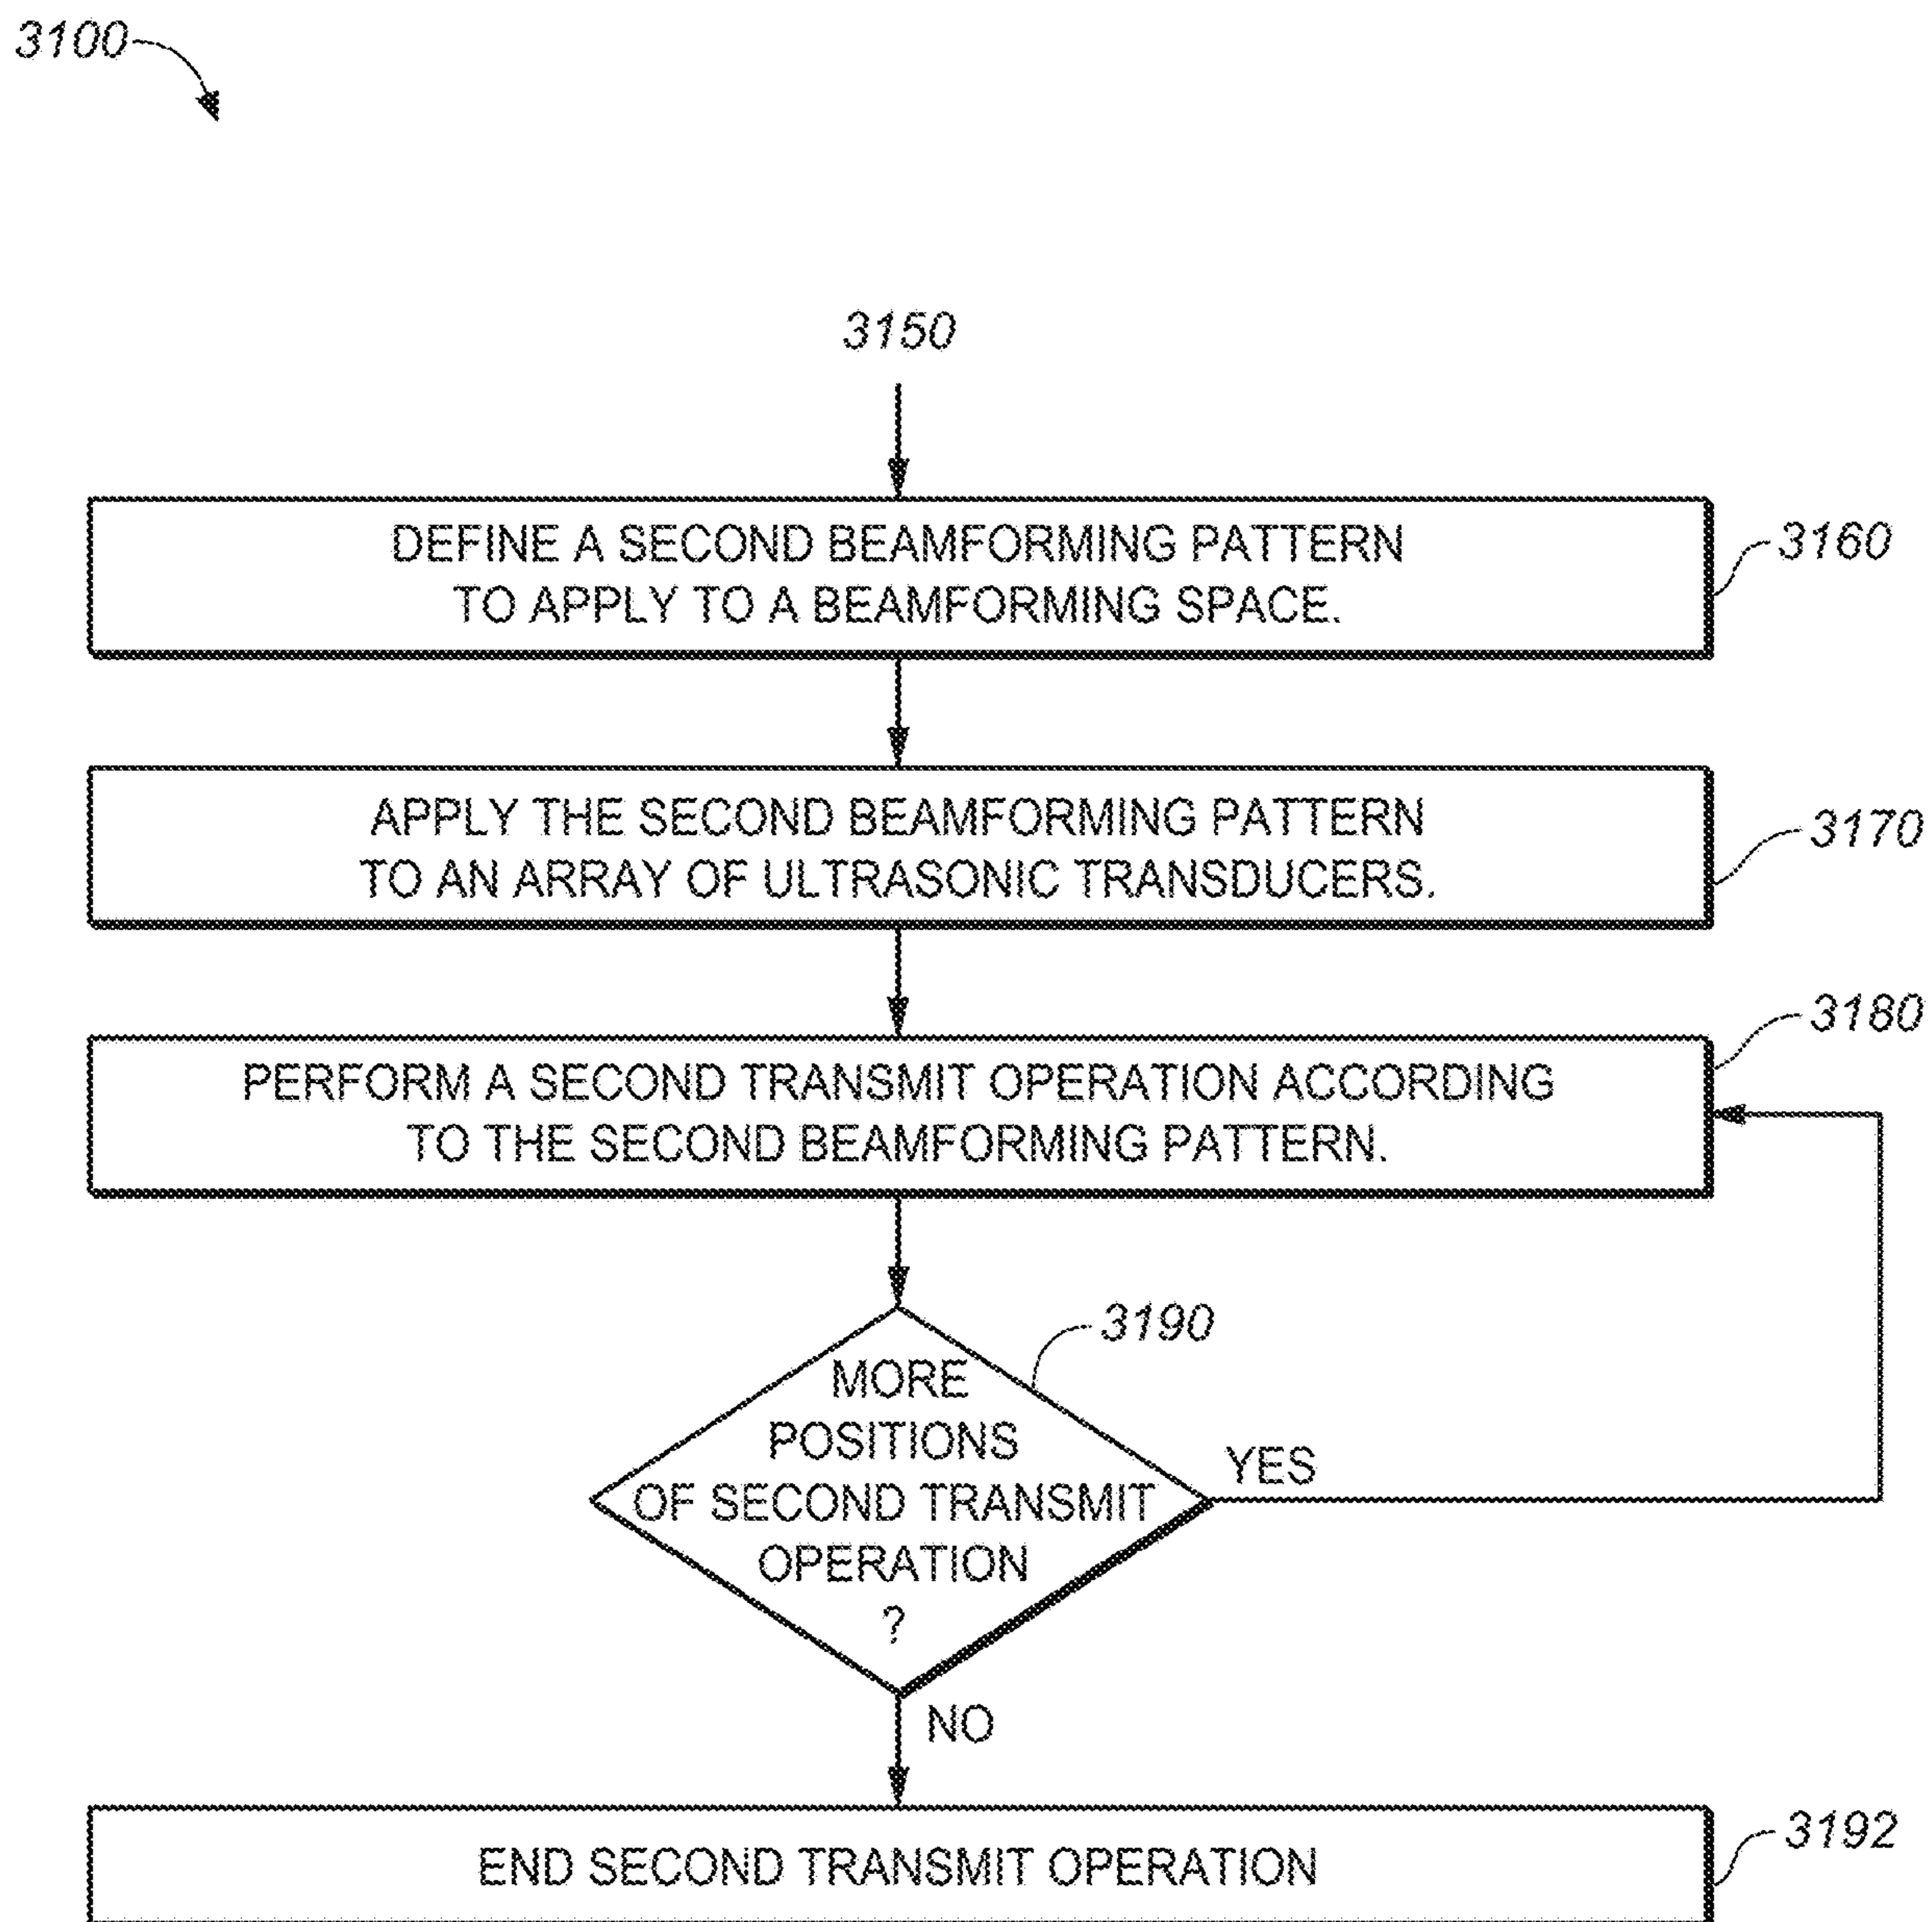 3100
3150
DEFINE A SECOND BEAMFORMING PATTERN
TO APPLY TO A BEAMFORMING SPACE.
3160
APPLY THE SECOND BEAMFORMING PATTERN
TO AN ARRAY OF ULTRASONIC TRANSDUCERS.
3170
PERFORM A SECOND TRANSMIT OPERATION ACCORDING
TO THE SECOND BEAMFORMING PATTERN.
3180
3190
MORE
POSITIONS
OF SECOND TRANSMIT
OPERATION
?
YES
NO
END SECOND TRANSMIT OPERATION
3192